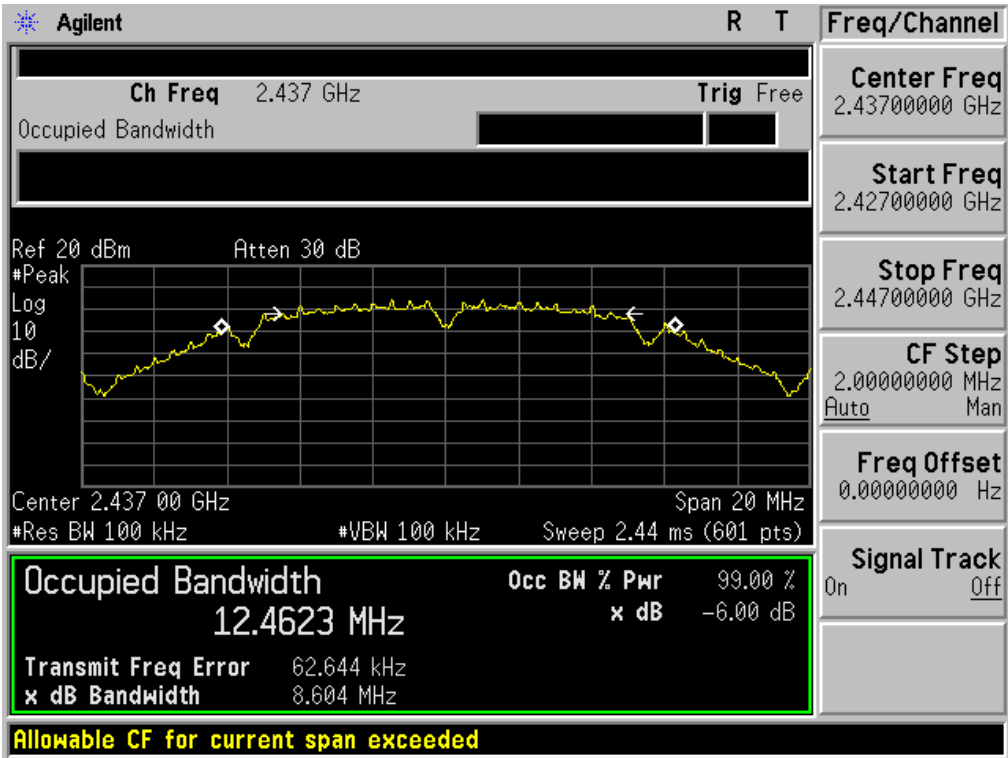 Agilent R T
Ch Freq 2.437 GHz Trig Free
Occupied Bandwidth
Ref 20 dBm Atten 30 dB
#Peak
Log
10
dB/
Center 2.437 00 GHz Span 20 MHz
#Res BW 100 kHz #VBW 100 kHz Sweep 2.44 ms (601 pts)
Occupied Bandwidth Occ BW % Pwr 99.00 %
12.4623 MHz x dB -6.00 dB
Transmit Freq Error 62.644 kHz
x dB Bandwidth 8.604 MHz
Allowable CF for current span exceeded
Freq/Channel
Center Freq
2.43700000 GHz
Start Freq
2.42700000 GHz
Stop Freq
2.44700000 GHz
CF Step
2.00000000 MHz
Auto Man
Freq Offset
0.00000000 Hz
Signal Track
On Off